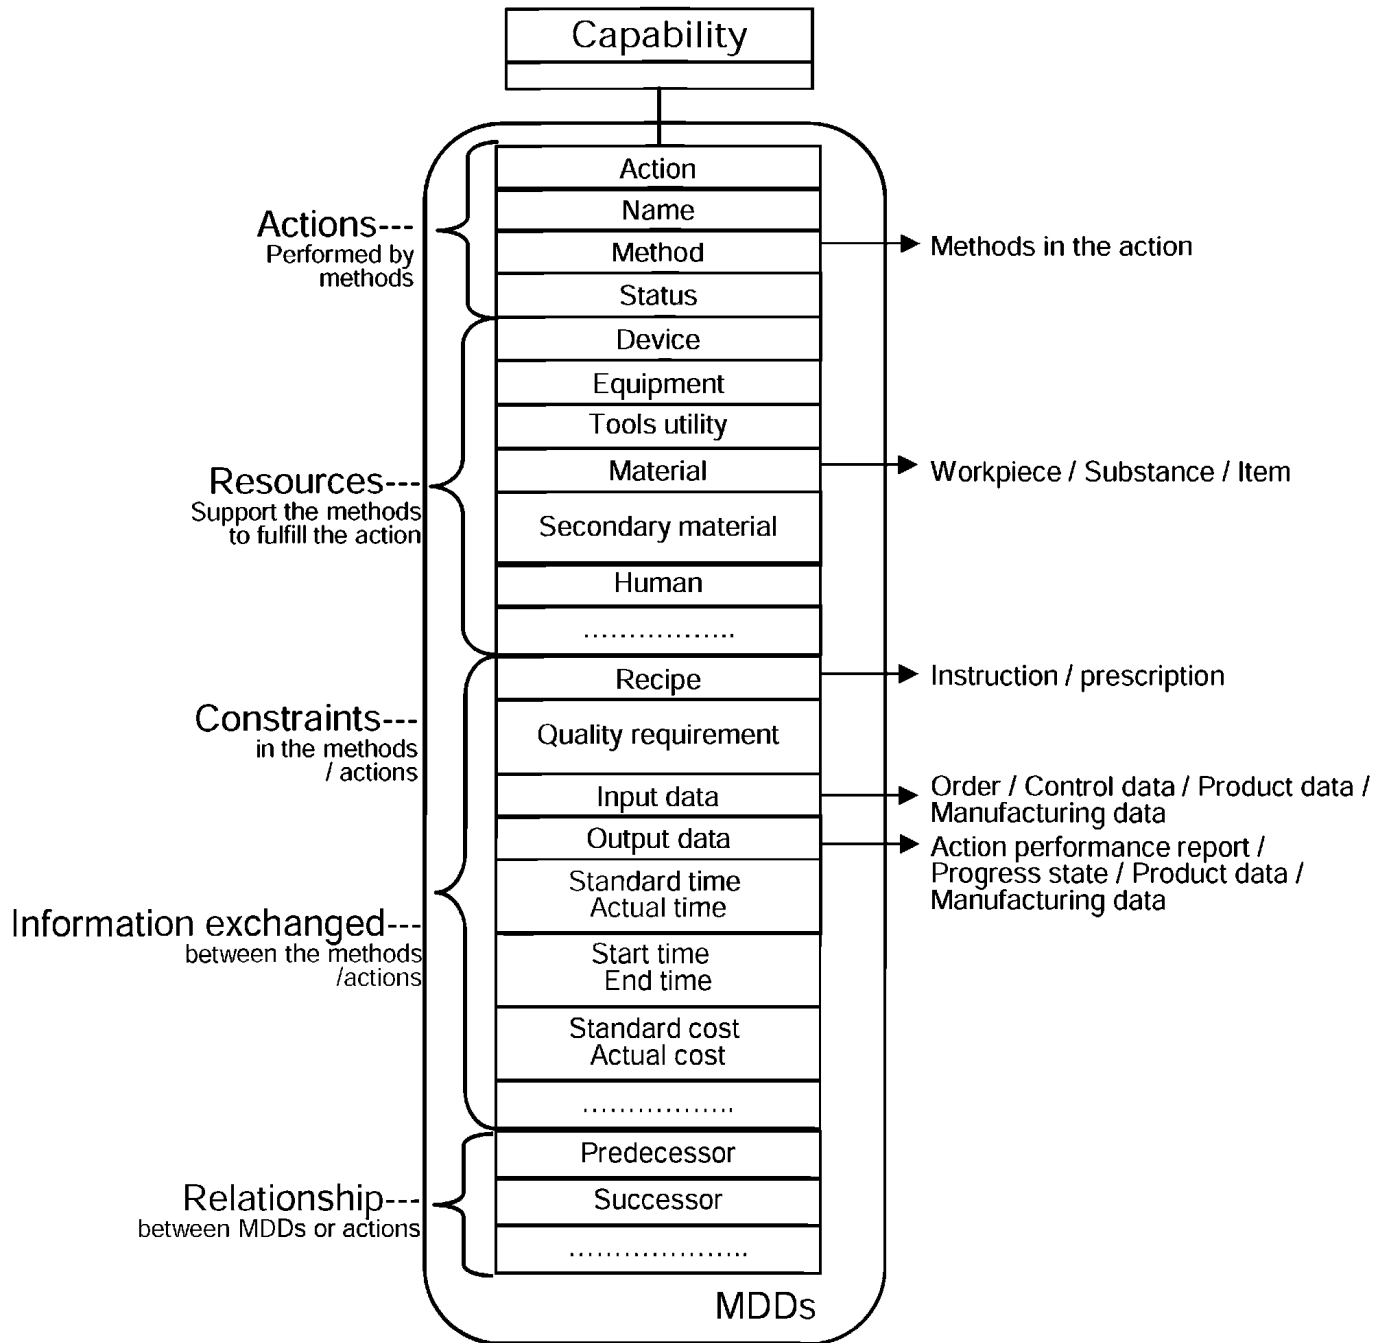 Capability
Action
Name
Method
Status
Device
Equipment
Tools utility
Material
Secondary material
Human
.................
Recipe
Quality requirement
Input data
Output data
Standard time
Actual time
Start time
End time
Standard cost
Actual cost
.................
Predecessor
Successor
....................
MDDs
Actions---
Performed by
methods
Resources---
Support the methods
to fulfill the action
Constraints---
in the methods
/ actions
Information exchanged---
between the methods
/actions
Relationship---
between MDDs or actions
Methods in the action
Workpiece / Substance / Item
Instruction / prescription
Order / Control data / Product data /
Manufacturing data
Action performance report /
Progress state / Product data /
Manufacturing data